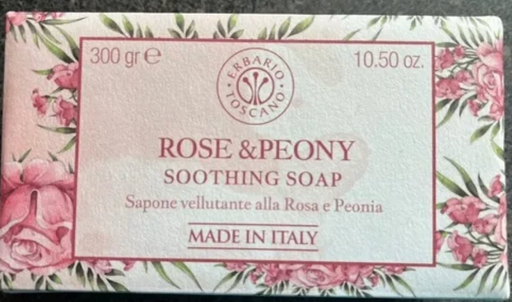 300 gr ℮
10.50 oz.
ERBARIO
TOSCANO
ROSE &PEONY
SOOTHING SOAP
Sapone vellutante alla Rosa e Peonia
MADE IN ITALY